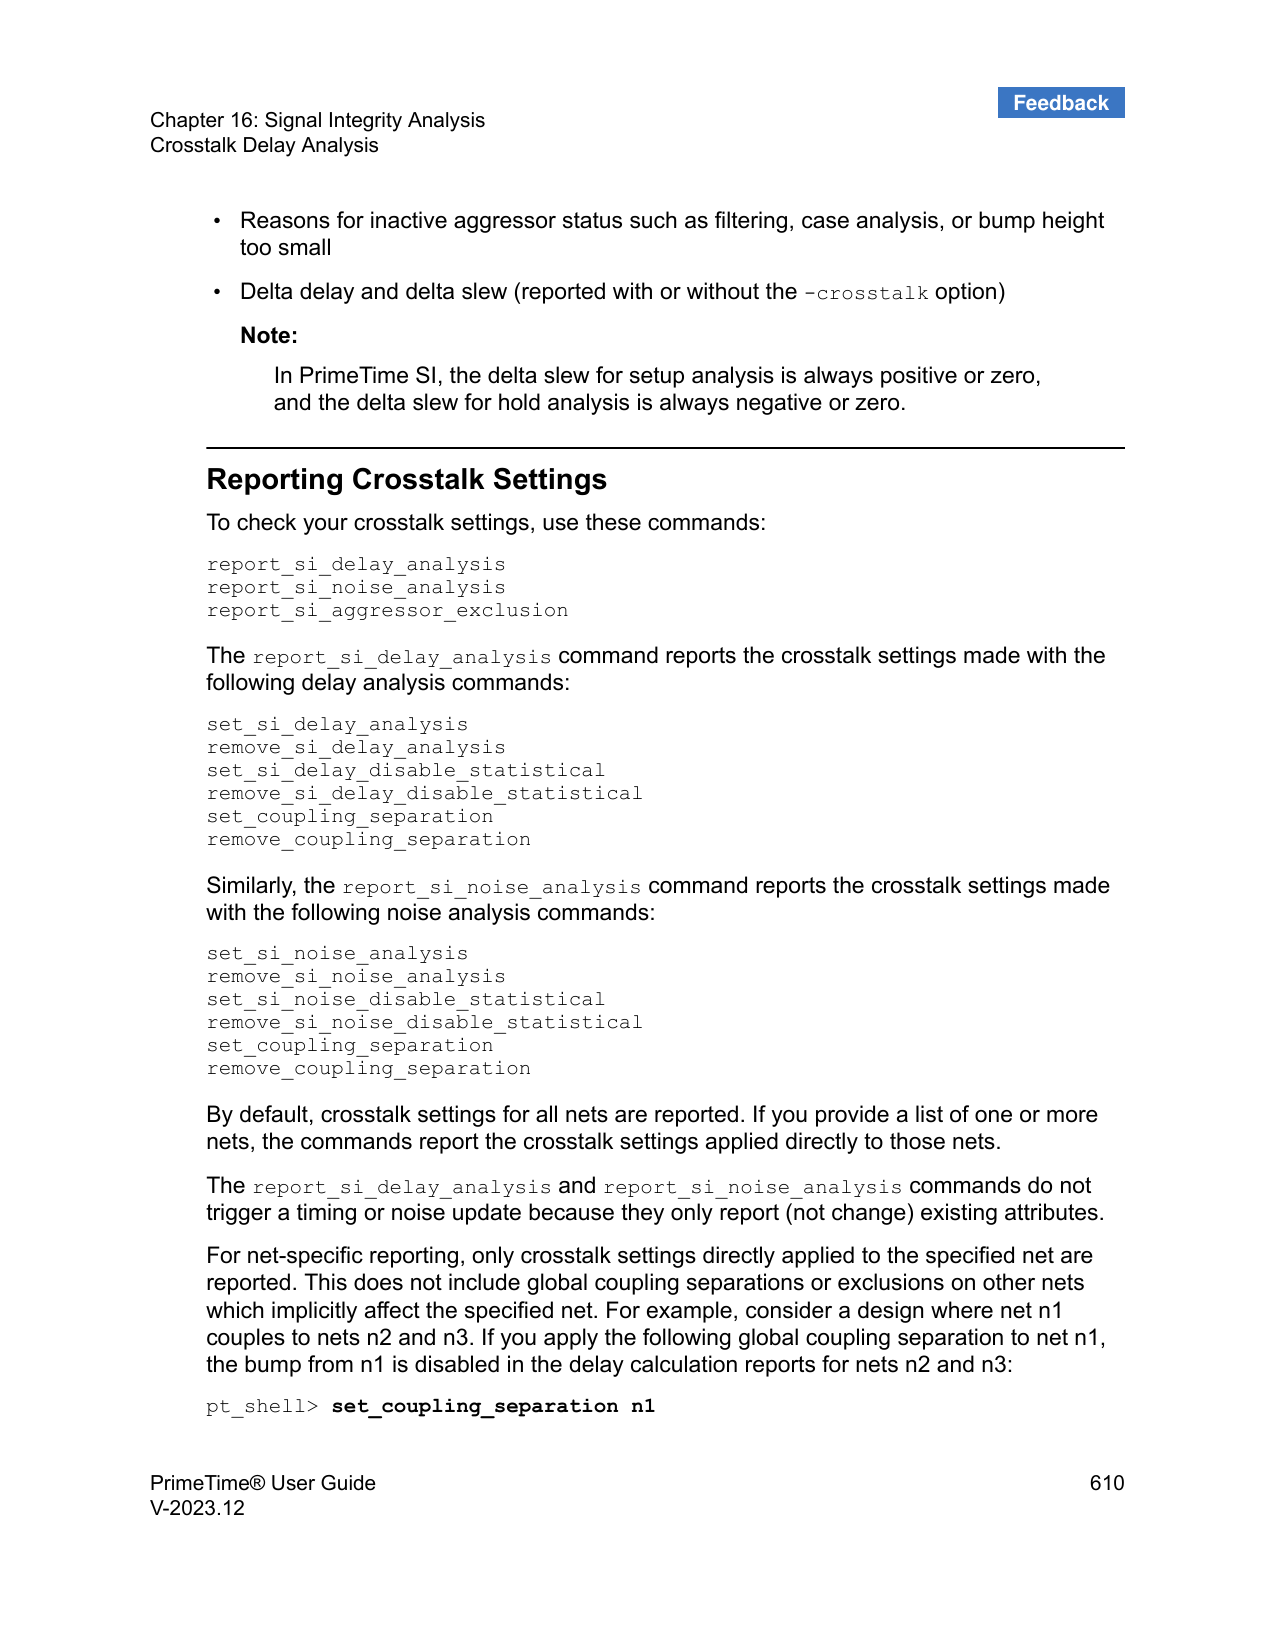 Feedback
Chapter 16: Signal Integrity Analysis
Crosstalk Delay Analysis
• Reasons for inactive aggressor status such as filtering, case analysis, or bump height
too small
• Delta delay and delta slew (reported with or without the -crosstalk option)
Note:
In PrimeTime SI, the delta slew for setup analysis is always positive or zero,
and the delta slew for hold analysis is always negative or zero.
Reporting Crosstalk Settings
To check your crosstalk settings, use these commands:
report_si_delay_analysis
report_si_noise_analysis
report_si_aggressor_exclusion
The report_si_delay_analysis command reports the crosstalk settings made with the
following delay analysis commands:
set_si_delay_analysis
remove_si_delay_analysis
set_si_delay_disable_statistical
remove_si_delay_disable_statistical
set_coupling_separation
remove_coupling_separation
Similarly, the report_si_noise_analysis command reports the crosstalk settings made
with the following noise analysis commands:
set_si_noise_analysis
remove_si_noise_analysis
set_si_noise_disable_statistical
remove_si_noise_disable_statistical
set_coupling_separation
remove_coupling_separation
By default, crosstalk settings for all nets are reported. If you provide a list of one or more
nets, the commands report the crosstalk settings applied directly to those nets.
The report_si_delay_analysis and report_si_noise_analysis commands do not
trigger a timing or noise update because they only report (not change) existing attributes.
For net-specific reporting, only crosstalk settings directly applied to the specified net are
reported. This does not include global coupling separations or exclusions on other nets
which implicitly affect the specified net. For example, consider a design where net n1
couples to nets n2 and n3. If you apply the following global coupling separation to net n1,
the bump from n1 is disabled in the delay calculation reports for nets n2 and n3:
pt_shell> set_coupling_separation n1
PrimeTime® User Guide 610
V-2023.12